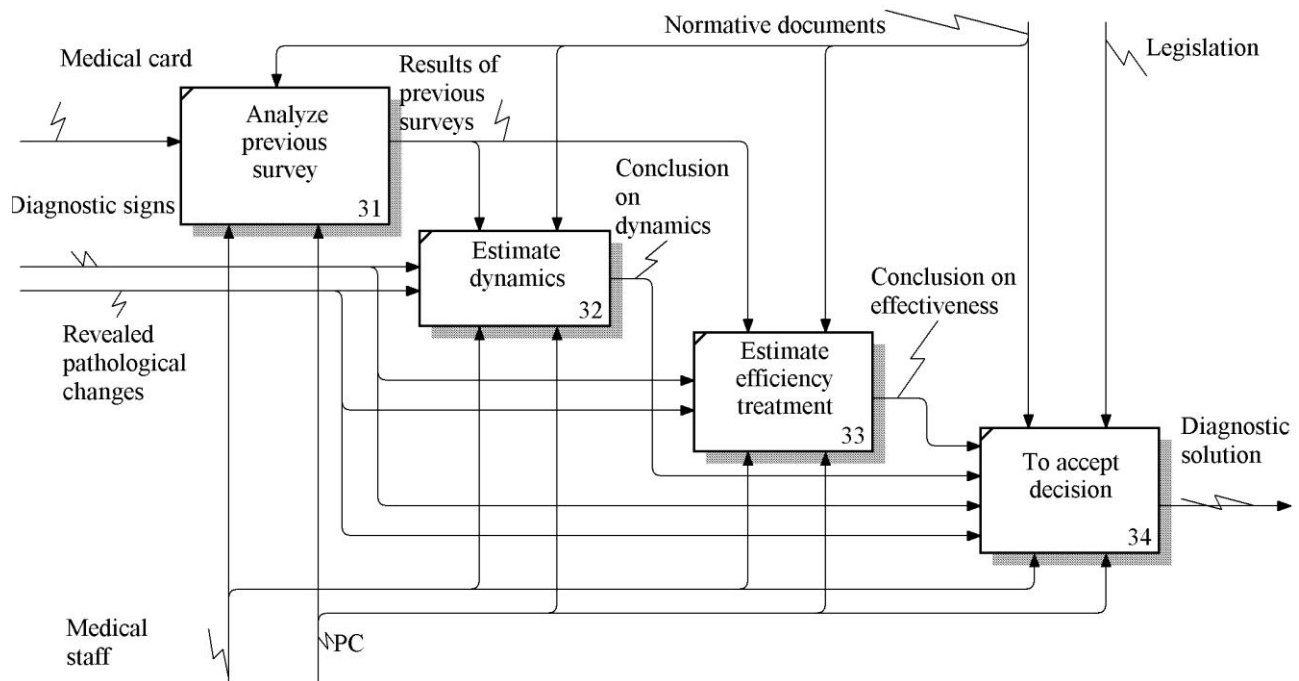 Normative documents
Legislation
Medical card
Results of
previous
surveys
Analyze
previous
survey
31
Conclusion
on
dynamics
Diagnostic signs
Estimate
dynamics
32
Conclusion on
effectiveness
Revealed
pathological
changes
Estimate
efficiency
treatment
33
Diagnostic
solution
To accept
decision
34
Medical
staff
PC